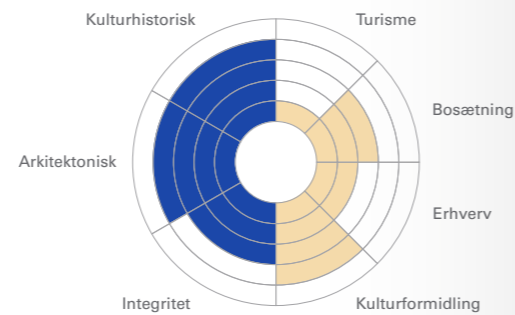 Kulturhistorisk
Turisme
Bosætning
Arkitektonisk
Erhverv
Integritet
Kulturformidling